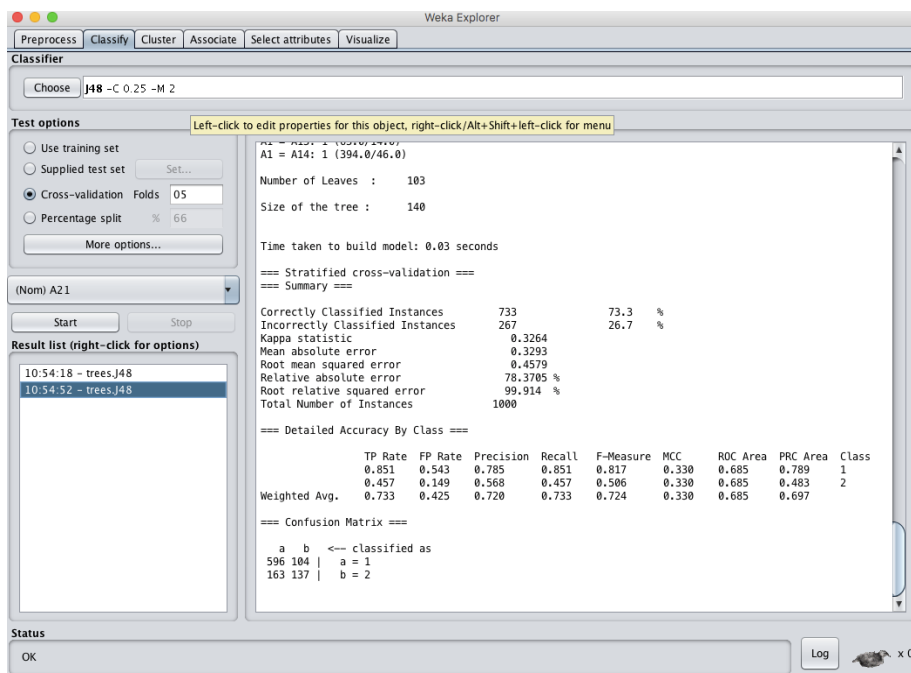 Weka Explorer
Preprocess Classify Cluster Associate Select attributes Visualize
Classifier
Choose J48 -C 0.25 -M 2
Test options
Left-click to edit properties for this object, right-click/Alt+Shift+left-click for menu
Use training set
Supplied test set Set...
Cross-validation Folds 05
Percentage split % 66
More options...
(Nom) A21
Start Stop
Result list (right-click for options)
10:54:18 - trees.J48
10:54:52 - trees.J48
A1 = A14: 1 (394.0/46.0)
Number of Leaves : 103
Size of the tree : 140
Time taken to build model: 0.03 seconds
=== Stratified cross-validation ===
=== Summary ===
Correctly Classified Instances 733 73.3 %
Incorrectly Classified Instances 267 26.7 %
Kappa statistic 0.3264
Mean absolute error 0.3293
Root mean squared error 0.4579
Relative absolute error 78.3705 %
Root relative squared error 99.914 %
Total Number of Instances 1000
=== Detailed Accuracy By Class ===
TP Rate FP Rate Precision Recall F-Measure MCC ROC Area PRC Area Class
0.851 0.543 0.785 0.851 0.817 0.330 0.685 0.789 1
0.457 0.149 0.568 0.457 0.506 0.330 0.685 0.483 2
Weighted Avg. 0.733 0.425 0.720 0.733 0.724 0.330 0.685 0.697
=== Confusion Matrix ===
a b <-- classified as
596 104 | a = 1
163 137 | b = 2
Status
OK
Log
x 0